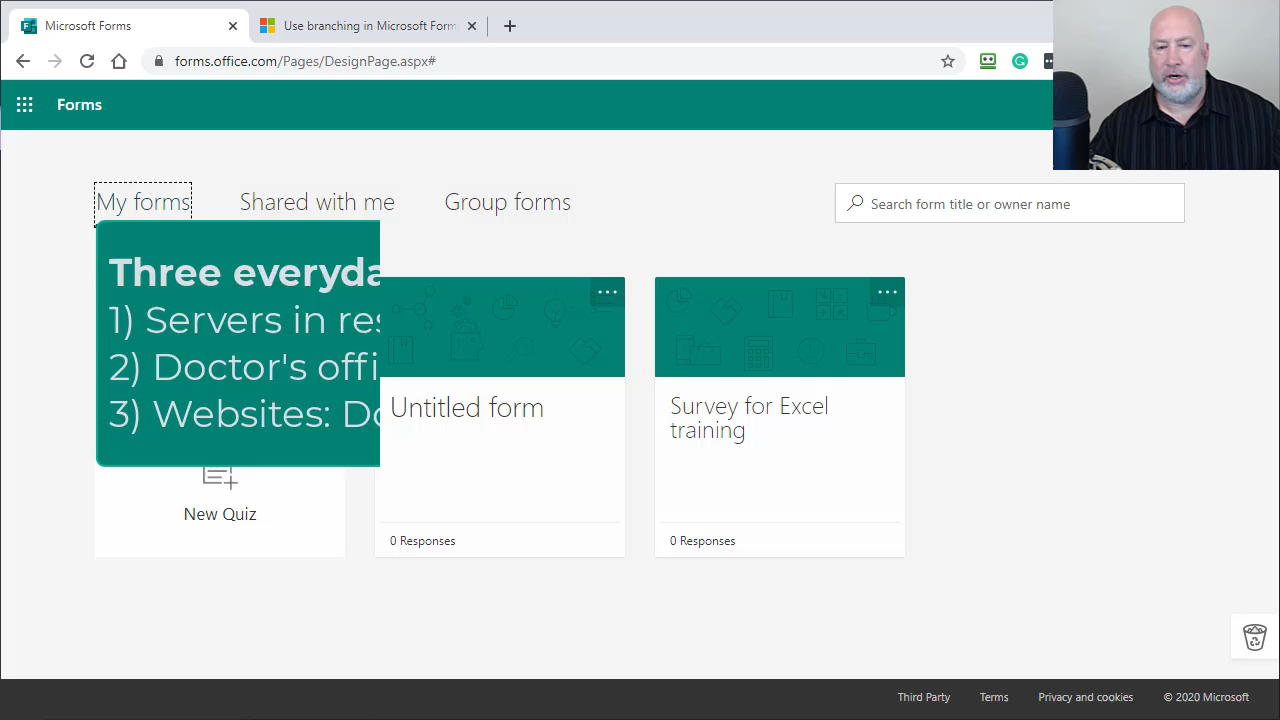 Microsoft Forms
Use branching in Microsoft Form
forms.office.com/Pages/DesignPage.aspx#
Forms
My forms
Shared with me
Group forms
Search form title or owner name
Three everyda
1) Servers in res
2) Doctor's offi
3) Websites: Do
New Quiz
Untitled form
0 Responses
Survey for Excel
training
0 Responses
Third Party
Terms
Privacy and cookies
© 2020 Microsoft